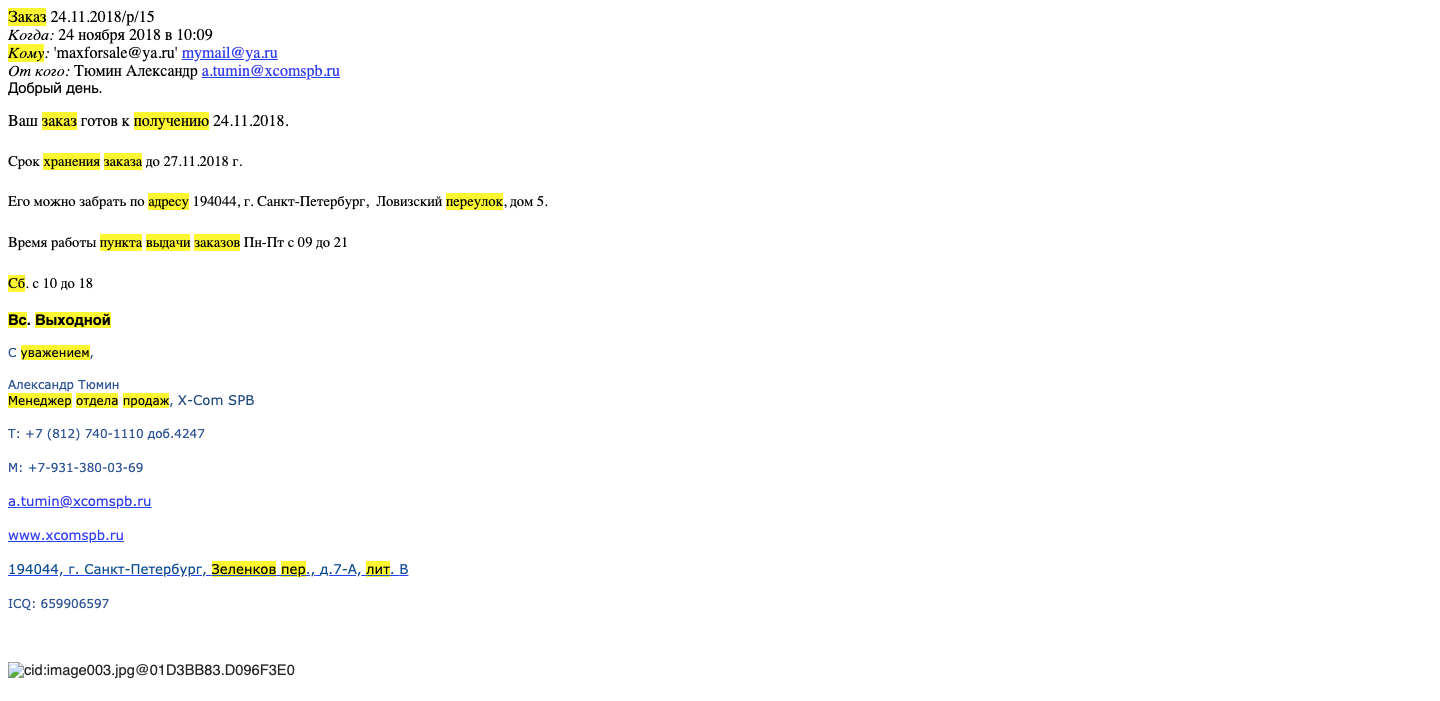 Заказ 24.11.2018/р/15
Когда: 24 ноября 2018 в 10:09
Кому: 'maxforsale@ya.ru' mymail@ya.ru
От кого: Тюмин Александр a.tumin@xcomspb.ru
Добрый день.
Ваш заказ готов к получению 24.11.2018.
Срок хранения заказа до 27.11.2018 г.
Его можно забрать по адресу 194044, г. Санкт-Петербург,  Ловизский переулок, дом 5.
Время работы пункта выдачи заказов Пн-Пт с 09 до 21
Сб. с 10 до 18
Вс. Выходной
С уважением,
Александр Тюмин
Менеджер отдела продаж, X-Com SPB
T: +7 (812) 740-1110 доб.4247
M: +7-931-380-03-69
a.tumin@xcomspb.ru
www.xcomspb.ru
194044, г. Санкт-Петербург, Зеленков пер., д.7-А, лит. В
ICQ: 659906597
cid:image003.jpg@01D3BB83.D096F3E0